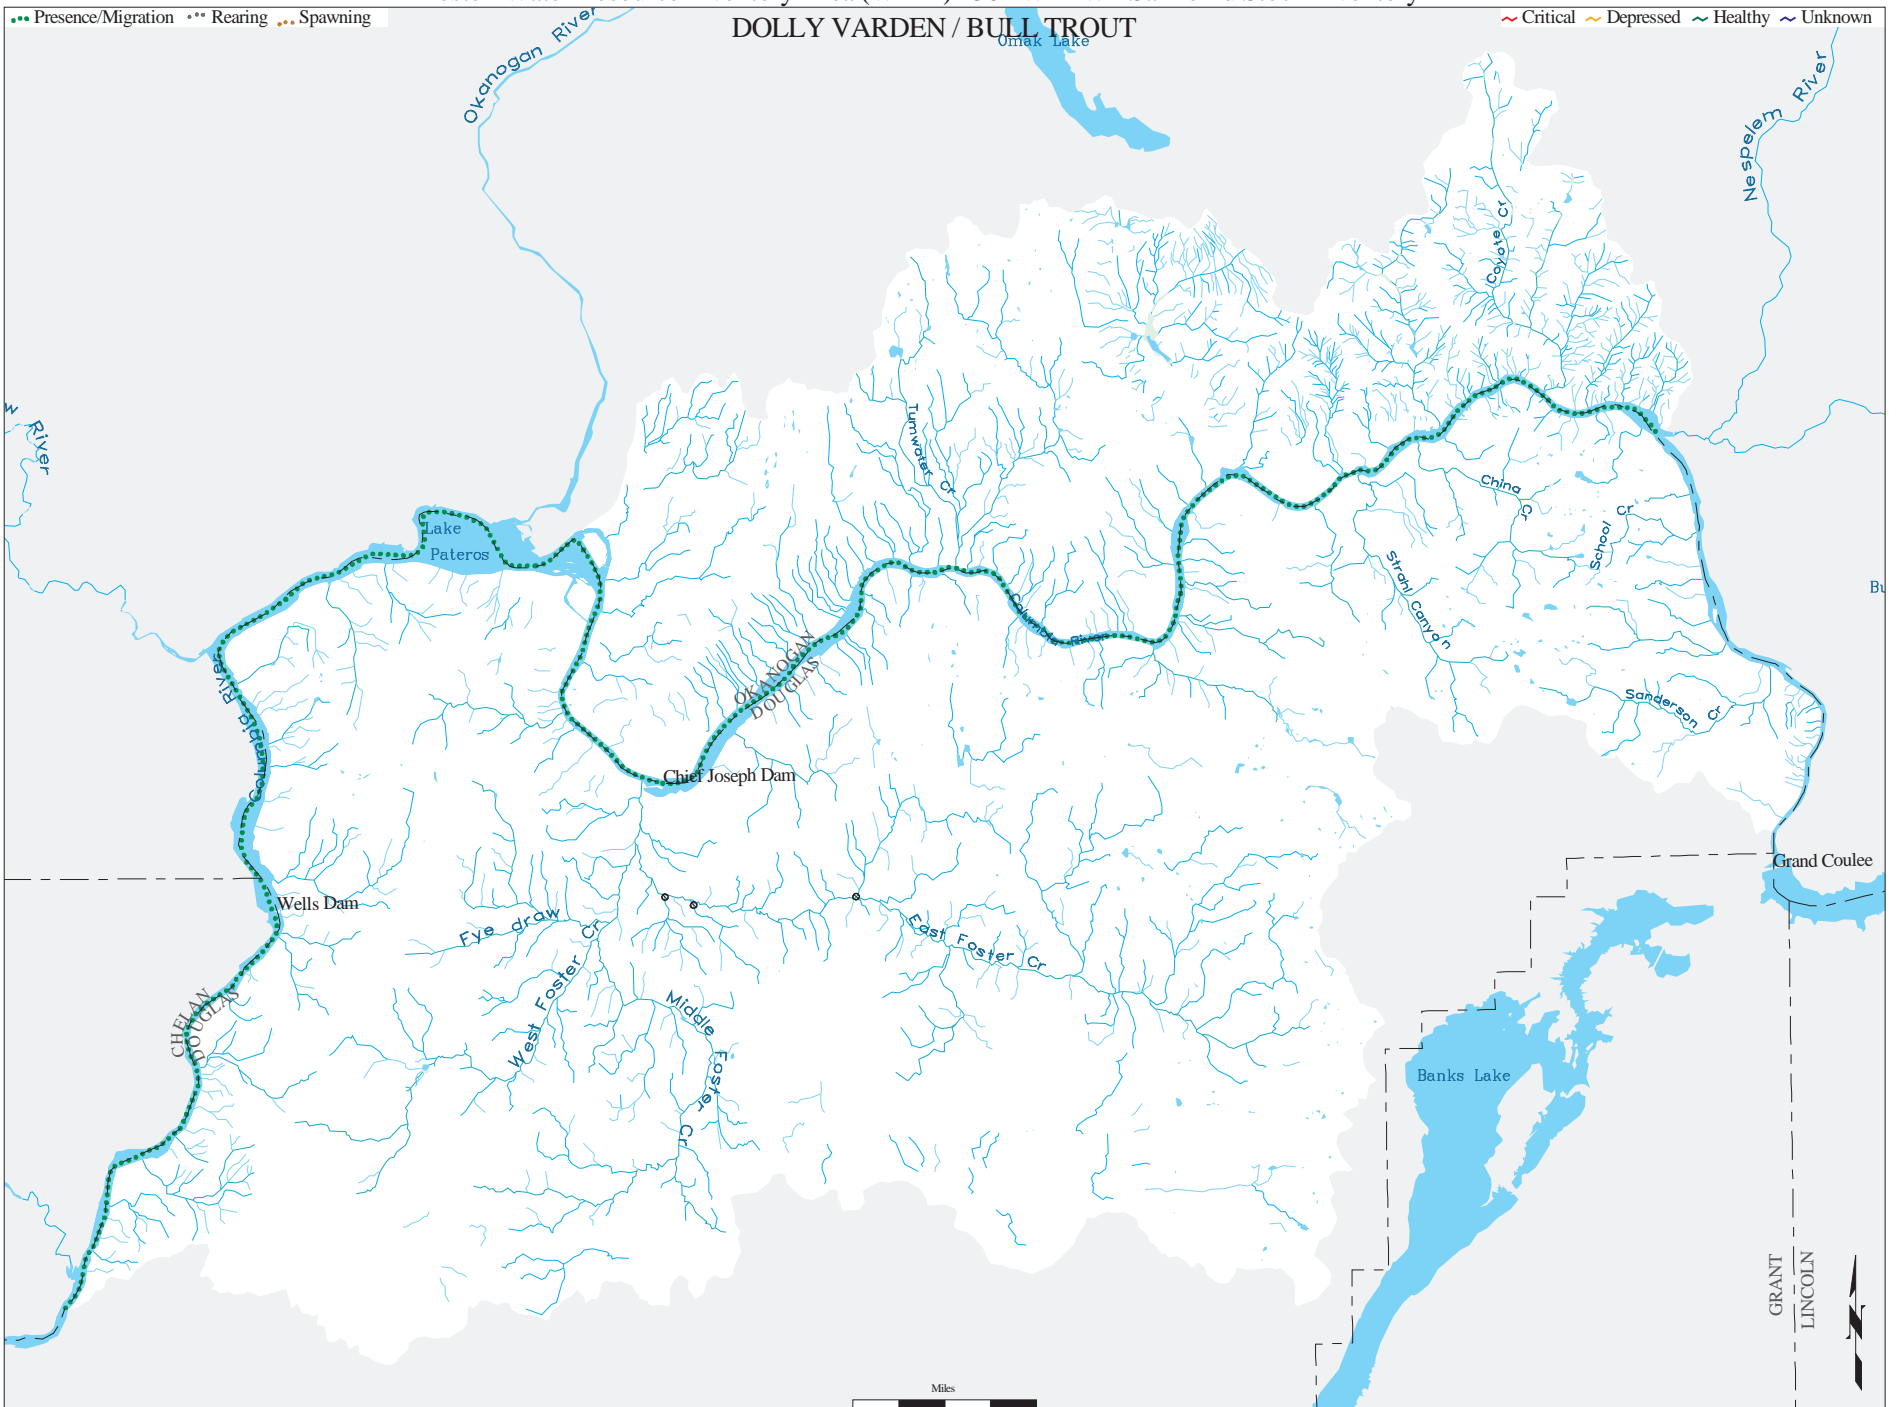 Presence/Migration Rearing Spawning
DOLLY VARDEN / BULL TROUT
Critical Depressed Healthy Unknown
Okanogan River
Omak Lake
Nespelem River
Coyote Cr
River
Tumwater Cr
China Cr
School Cr
Lake
Pateros
Strahl Canyon
Columbia River
OKANOGAN
DOUGLAS
Columbia River
Sanderson Cr
Chief Joseph Dam
Grand Coulee
Wells Dam
Fye draw
East Foster Cr
West Foster Cr
Middle Foster Cr
CHELAN
DOUGLAS
Banks Lake
GRANT
LINCOLN
N
Miles